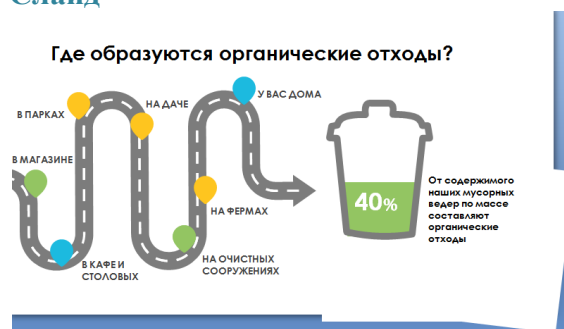 Слайд
Где образуются органические отходы?
В ПАРКАХ
НА ДАЧЕ
У ВАС ДОМА
В МАГАЗИНЕ
НА ФЕРМАХ
В КАФЕ И
СТОЛОВЫХ
НА ОЧИСТНЫХ
СООРУЖЕНИЯХ
40%
От содержимого
наших мусорных
ведер по массе
составляют
органические
отходы